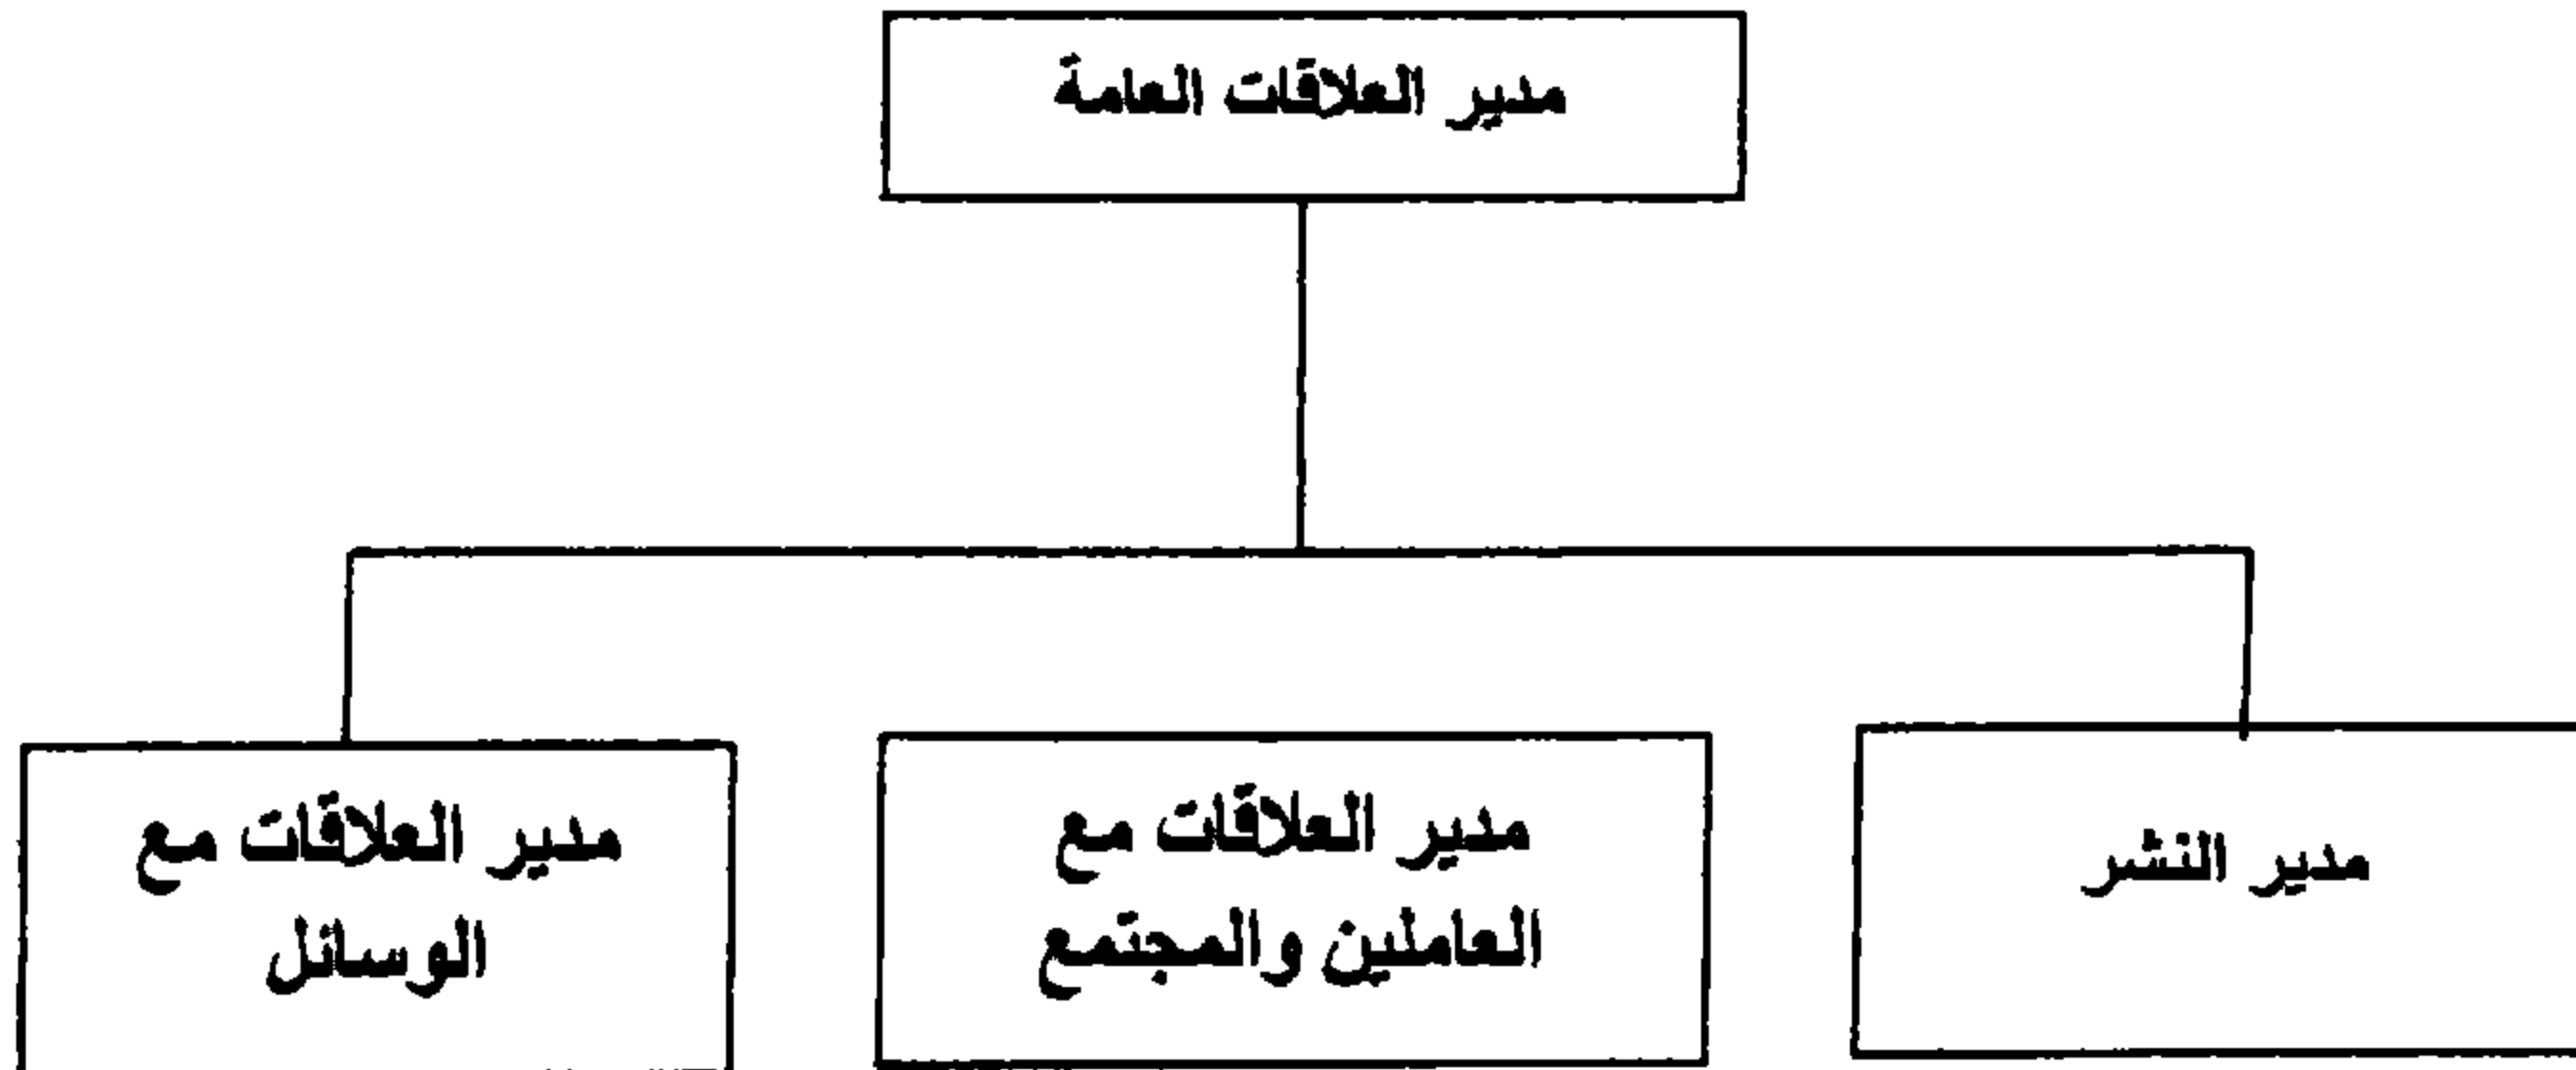 مدير العلاقات العامة
مدير النشر
مدير العلاقات مع
العاملين والمجتمع
مدير العلاقات مع
الوسائل